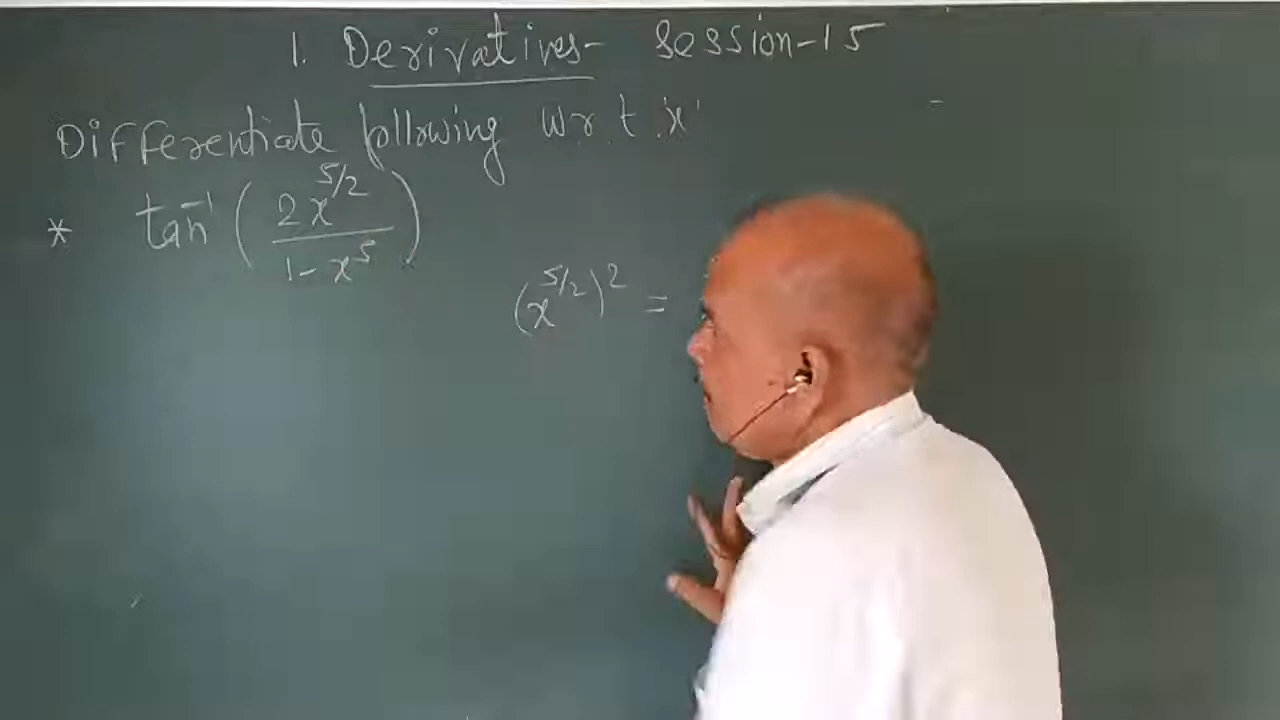 1. Derivatives- Session-15
Differentiate following w.r.t. 'x'
* tan⁻¹ ( 2x^5/2 / 1-x^5 )
(x^5/2)^2 =